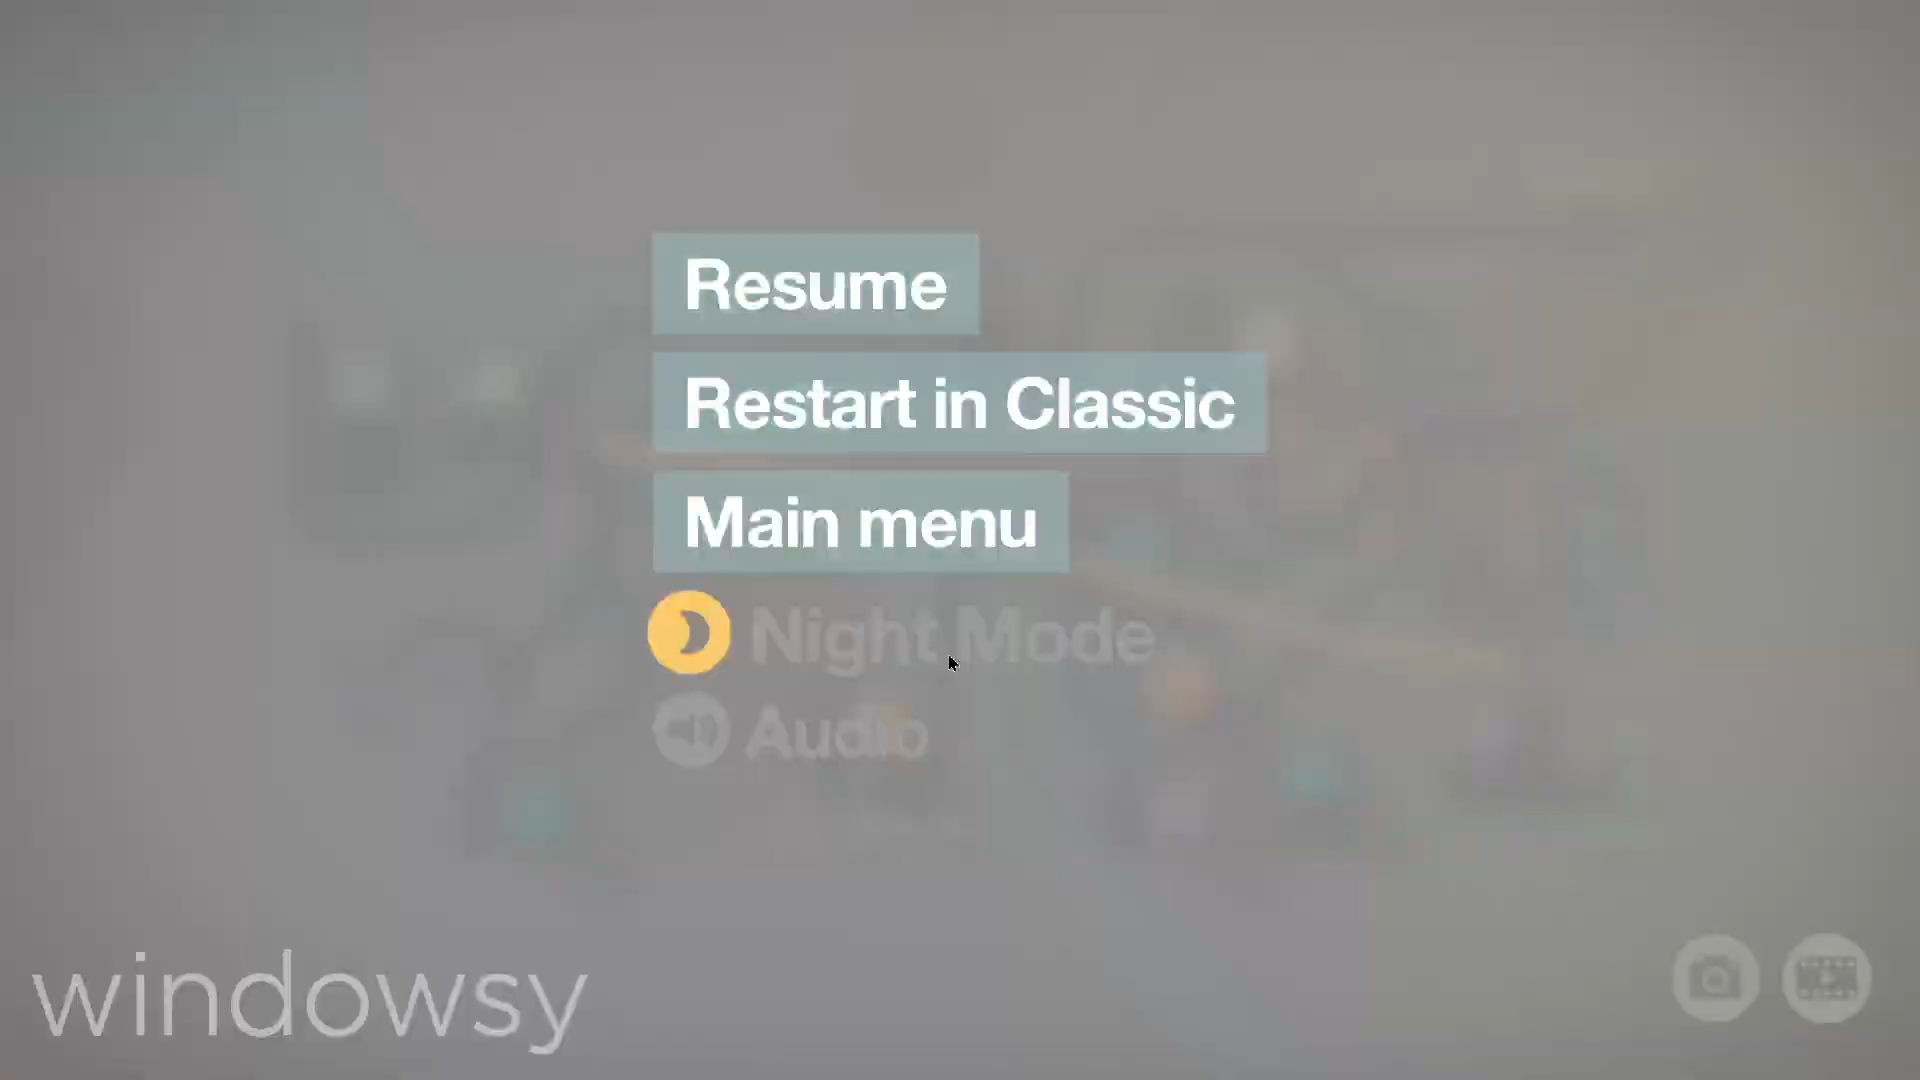 Resume
Restart in Classic
Main menu
Night Mode
Audio
windowsy